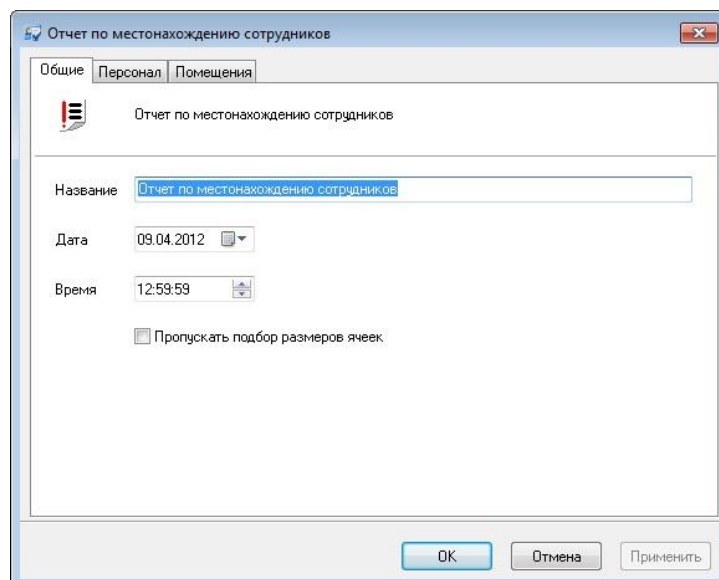 Отчет по местонахождению сотрудников
Общие Персонал Помещения
Отчет по местонахождению сотрудников
Название Отчет по местонахождению сотрудников
Дата 09.04.2012
Время 12:59:59
Пропускать подбор размеров ячеек
OK Отмена Применить